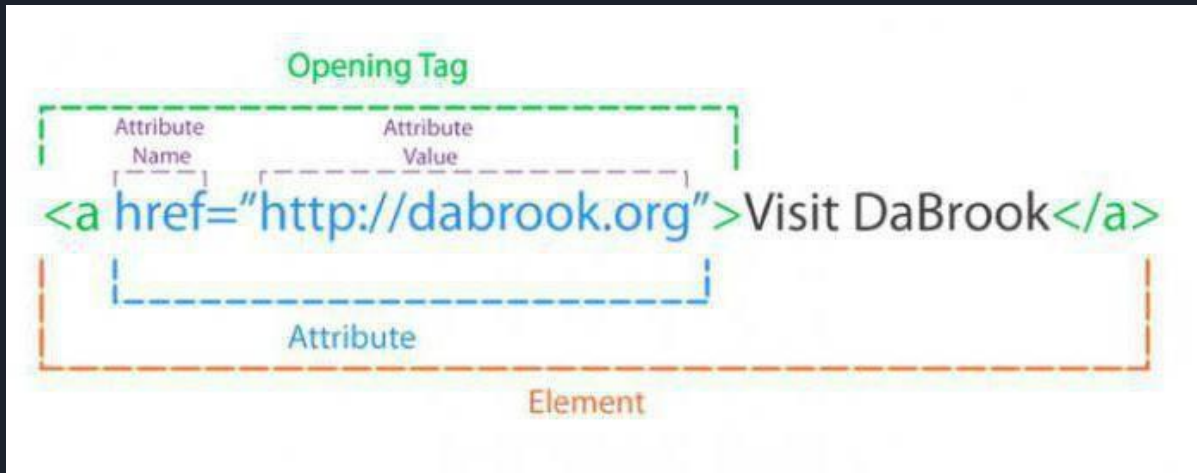 Opening Tag
Attribute Name
Attribute Value
<a href="http://dabrook.org">Visit DaBrook</a>
Attribute
Element